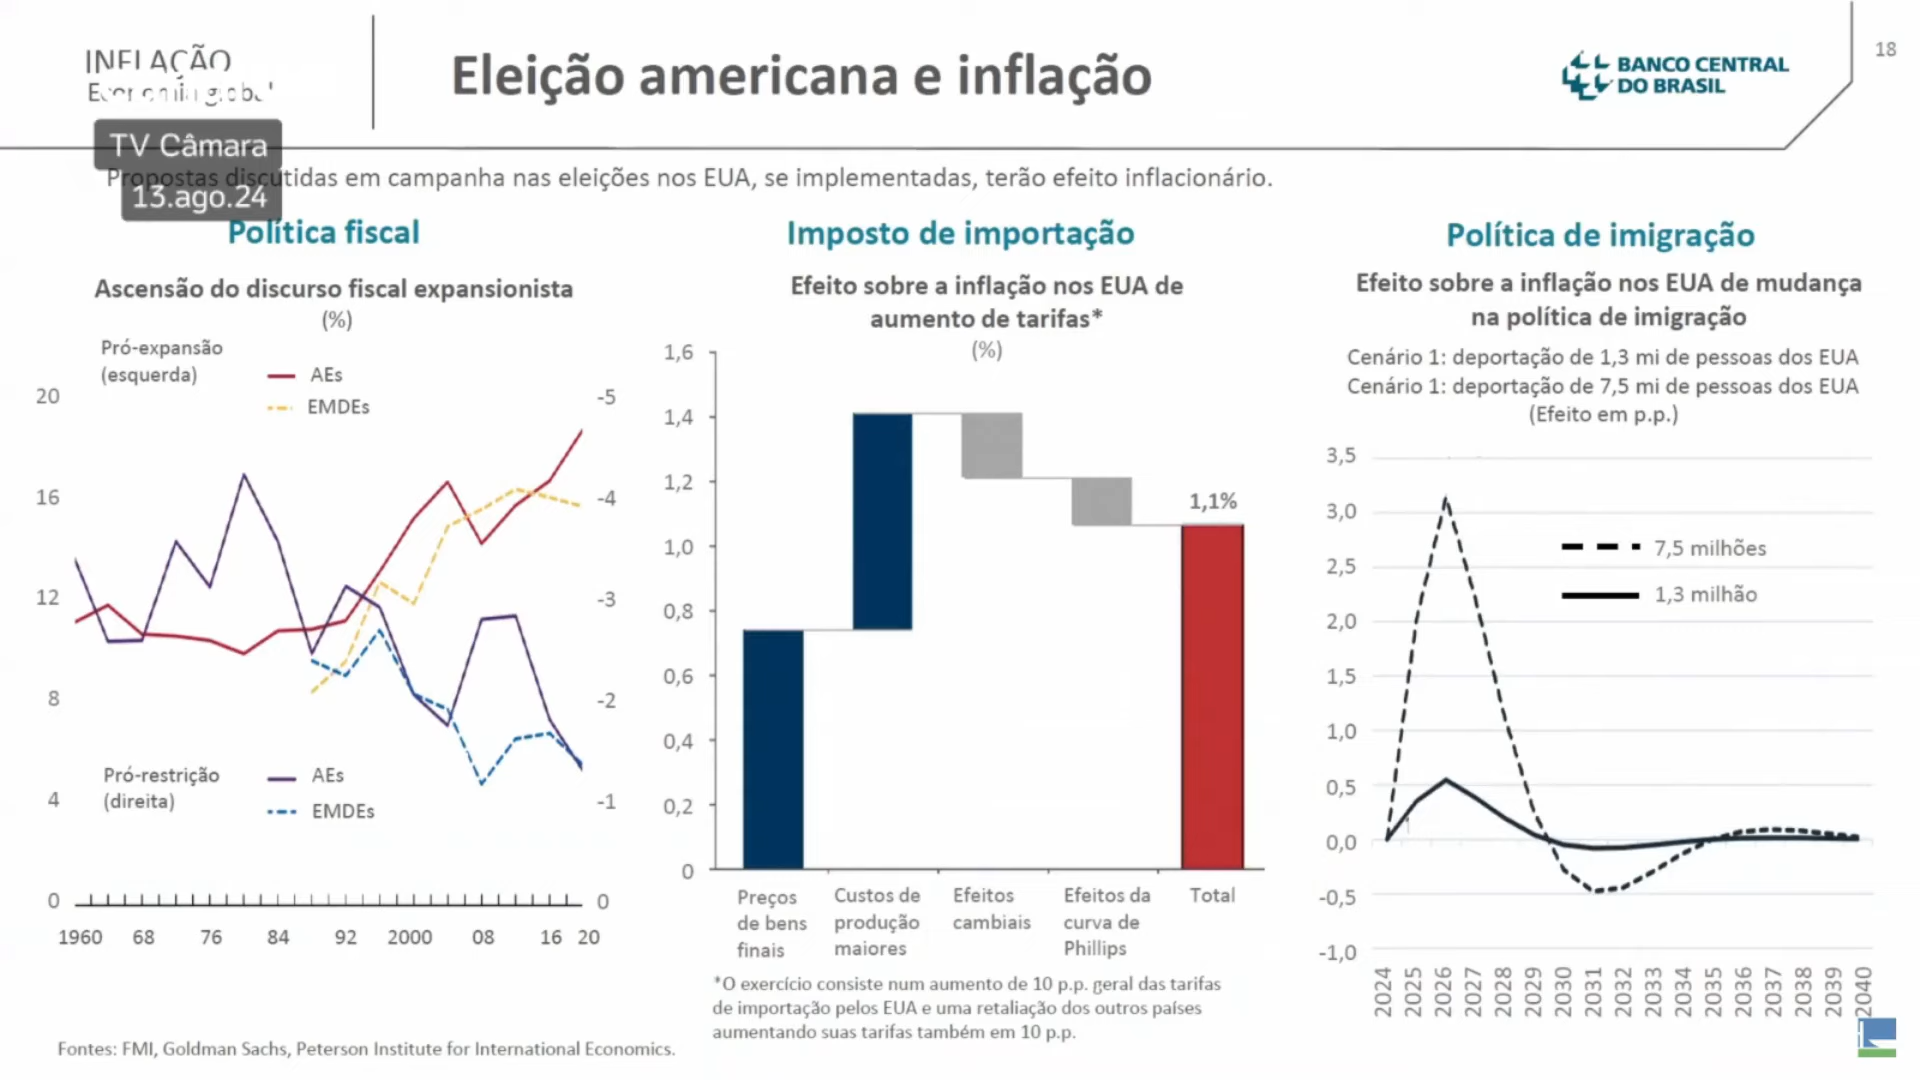 INFLAÇÃO
Economia global
Eleição americana e inflação
BANCO CENTRAL
DO BRASIL
18
TV Câmara
13.ago.24
Propostas discutidas em campanha nas eleições nos EUA, se implementadas, terão efeito inflacionário.
Política fiscal
Ascensão do discurso fiscal expansionista
(%)
Pró-expansão
(esquerda)
AEs
EMDEs
20
16
12
8
4
0
-5
-4
-3
-2
-1
0
Pró-restrição
(direita)
AEs
EMDEs
1960 68 76 84 92 2000 08 16 20
Imposto de importação
Efeito sobre a inflação nos EUA de
aumento de tarifas*
(%)
1,6
1,4
1,2
1,0
0,8
0,6
0,4
0,2
0
1,1%
Preços
de bens
finais
Custos de
produção
maiores
Efeitos
cambiais
Efeitos da
curva de
Phillips
Total
*O exercício consiste num aumento de 10 p.p. geral das tarifas
de importação pelos EUA e uma retaliação dos outros países
aumentando suas tarifas também em 10 p.p.
Política de imigração
Efeito sobre a inflação nos EUA de mudança
na política de imigração
Cenário 1: deportação de 1,3 mi de pessoas dos EUA
Cenário 1: deportação de 7,5 mi de pessoas dos EUA
(Efeito em p.p.)
3,5
3,0
2,5
2,0
1,5
1,0
0,5
0,0
-0,5
-1,0
7,5 milhões
1,3 milhão
2024 2025 2026 2027 2028 2029 2030 2031 2032 2033 2034 2035 2036 2037 2038 2039 2040
Fontes: FMI, Goldman Sachs, Peterson Institute for International Economics.